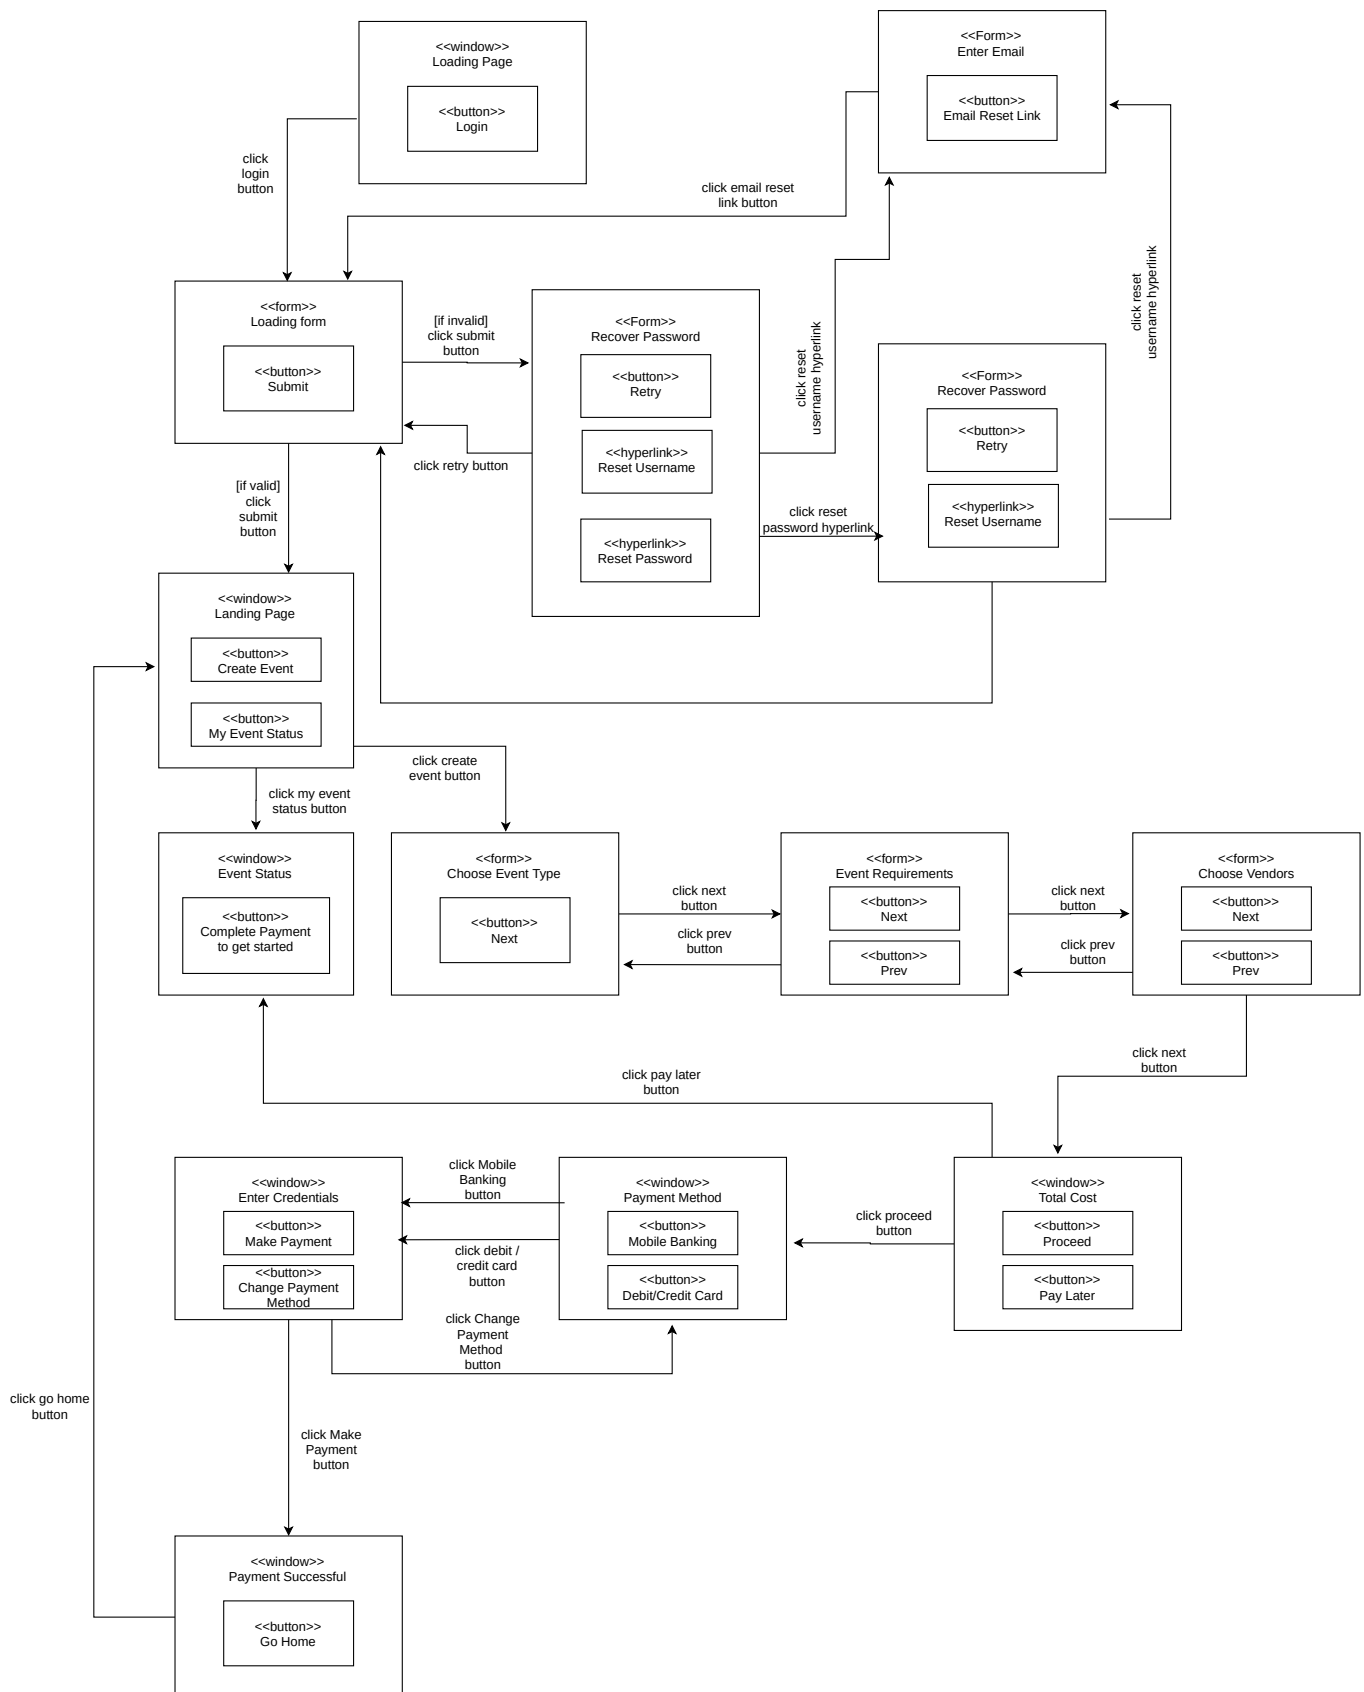 <<window>>
Loading Page
<<button>>
Login
<<Form>>
Enter Email
<<button>>
Email Reset Link
click
login
button
click email reset
link button
click reset
username hyperlink
<<form>>
Loading form
<<button>>
Submit
[if invalid]
click submit
button
click retry button
<<Form>>
Recover Password
<<button>>
Retry
<<hyperlink>>
Reset Username
<<hyperlink>>
Reset Password
click reset
username hyperlink
click reset
password hyperlink
<<Form>>
Recover Password
<<button>>
Retry
<<hyperlink>>
Reset Username
[if valid]
click
submit
button
<<window>>
Landing Page
<<button>>
Create Event
<<button>>
My Event Status
click create
event button
click my event
status button
<<window>>
Event Status
<<button>>
Complete Payment
to get started
<<form>>
Choose Event Type
<<button>>
Next
click next
button
click prev
button
<<form>>
Event Requirements
<<button>>
Next
<<button>>
Prev
click next
button
click prev
button
<<form>>
Choose Vendors
<<button>>
Next
<<button>>
Prev
click next
button
click pay later
button
<<window>>
Enter Credentials
<<button>>
Make Payment
<<button>>
Change Payment
Method
click Mobile
Banking
button
click debit /
credit card
button
click Change
Payment
Method
button
<<window>>
Payment Method
<<button>>
Mobile Banking
<<button>>
Debit/Credit Card
click proceed
button
<<window>>
Total Cost
<<button>>
Proceed
<<button>>
Pay Later
click go home
button
click Make
Payment
button
<<window>>
Payment Successful
<<button>>
Go Home